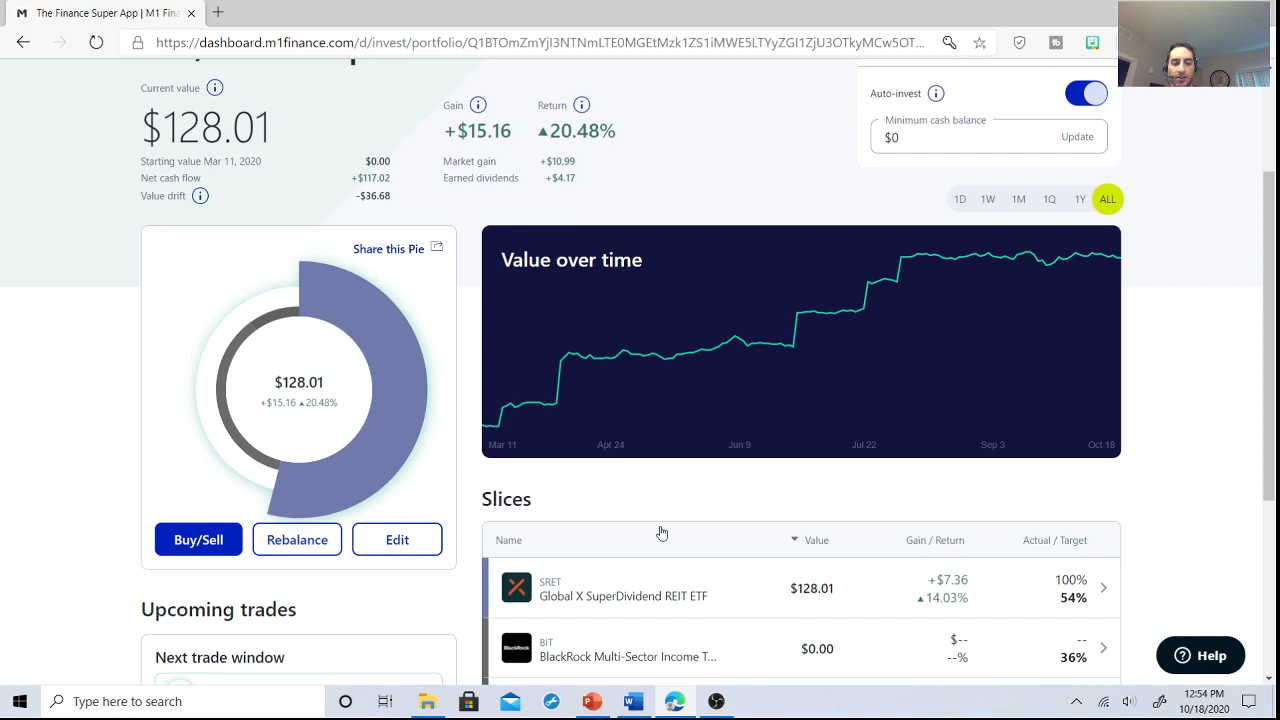 The Finance Super App | M1 Fina
https://dashboard.m1finance.com/d/invest/portfolio/Q1BTOmZmYjI3NTNmLTE0MGEtMzk1ZS1iMWE5LTYyZGI1ZjU3OTkyMCw5OT...
Current value
$128.01
Starting value Mar 11, 2020 $0.00
Net cash flow +$117.02
Value drift -$36.68
Gain Return
+$15.16 ▲20.48%
Market gain +$10.99
Earned dividends +$4.17
Auto-invest
Minimum cash balance
$0 Update
1D 1W 1M 1Q 1Y ALL
Share this Pie
$128.01
+$15.16 ▲20.48%
Buy/Sell Rebalance Edit
Value over time
Mar 11 Apr 24 Jun 9 Jul 22 Sep 3 Oct 18
Slices
Name Value Gain / Return Actual / Target
SRET
Global X SuperDividend REIT ETF
$128.01
+$7.36
▲14.03%
100%
54%
BlackRock
BIT
BlackRock Multi-Sector Income T...
$0.00
$--
--%
--
36%
Upcoming trades
Next trade window
Help
Type here to search
12:54 PM
10/18/2020